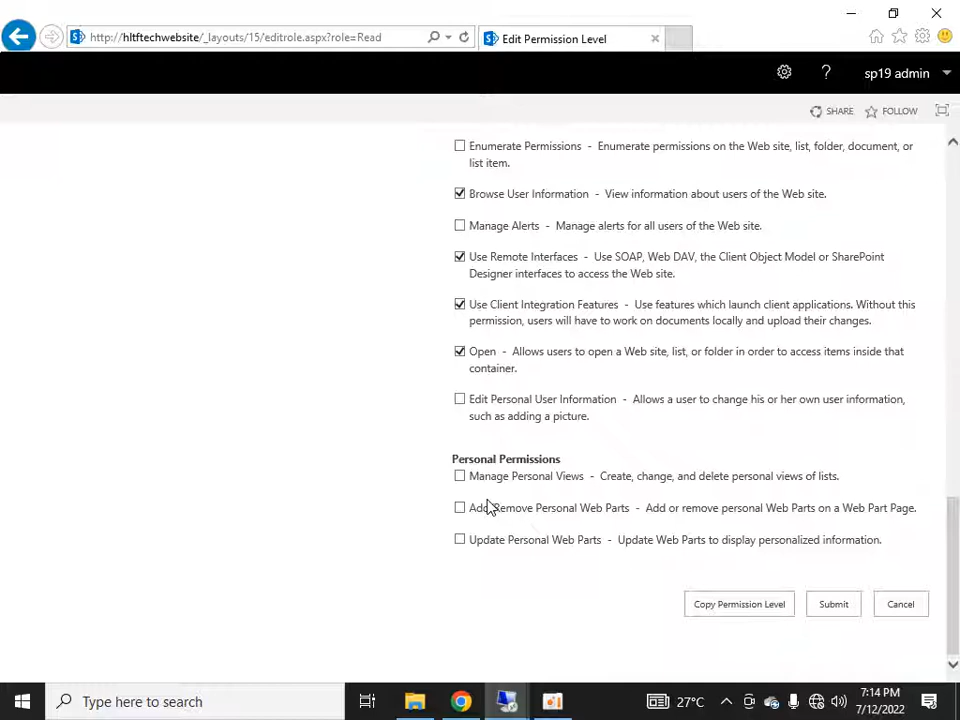 http://hltftechwebsite/_layouts/15/editrole.aspx?role=Read
Edit Permission Level
sp19 admin
SHARE
FOLLOW
Enumerate Permissions - Enumerate permissions on the Web site, list, folder, document, or
list item.
Browse User Information - View information about users of the Web site.
Manage Alerts - Manage alerts for all users of the Web site.
Use Remote Interfaces - Use SOAP, Web DAV, the Client Object Model or SharePoint
Designer interfaces to access the Web site.
Use Client Integration Features - Use features which launch client applications. Without this
permission, users will have to work on documents locally and upload their changes.
Open - Allows users to open a Web site, list, or folder in order to access items inside that
container.
Edit Personal User Information - Allows a user to change his or her own user information,
such as adding a picture.
Personal Permissions
Manage Personal Views - Create, change, and delete personal views of lists.
Add/Remove Personal Web Parts - Add or remove personal Web Parts on a Web Part Page.
Update Personal Web Parts - Update Web Parts to display personalized information.
Copy Permission Level
Submit
Cancel
Type here to search
27°C
7:14 PM
7/12/2022